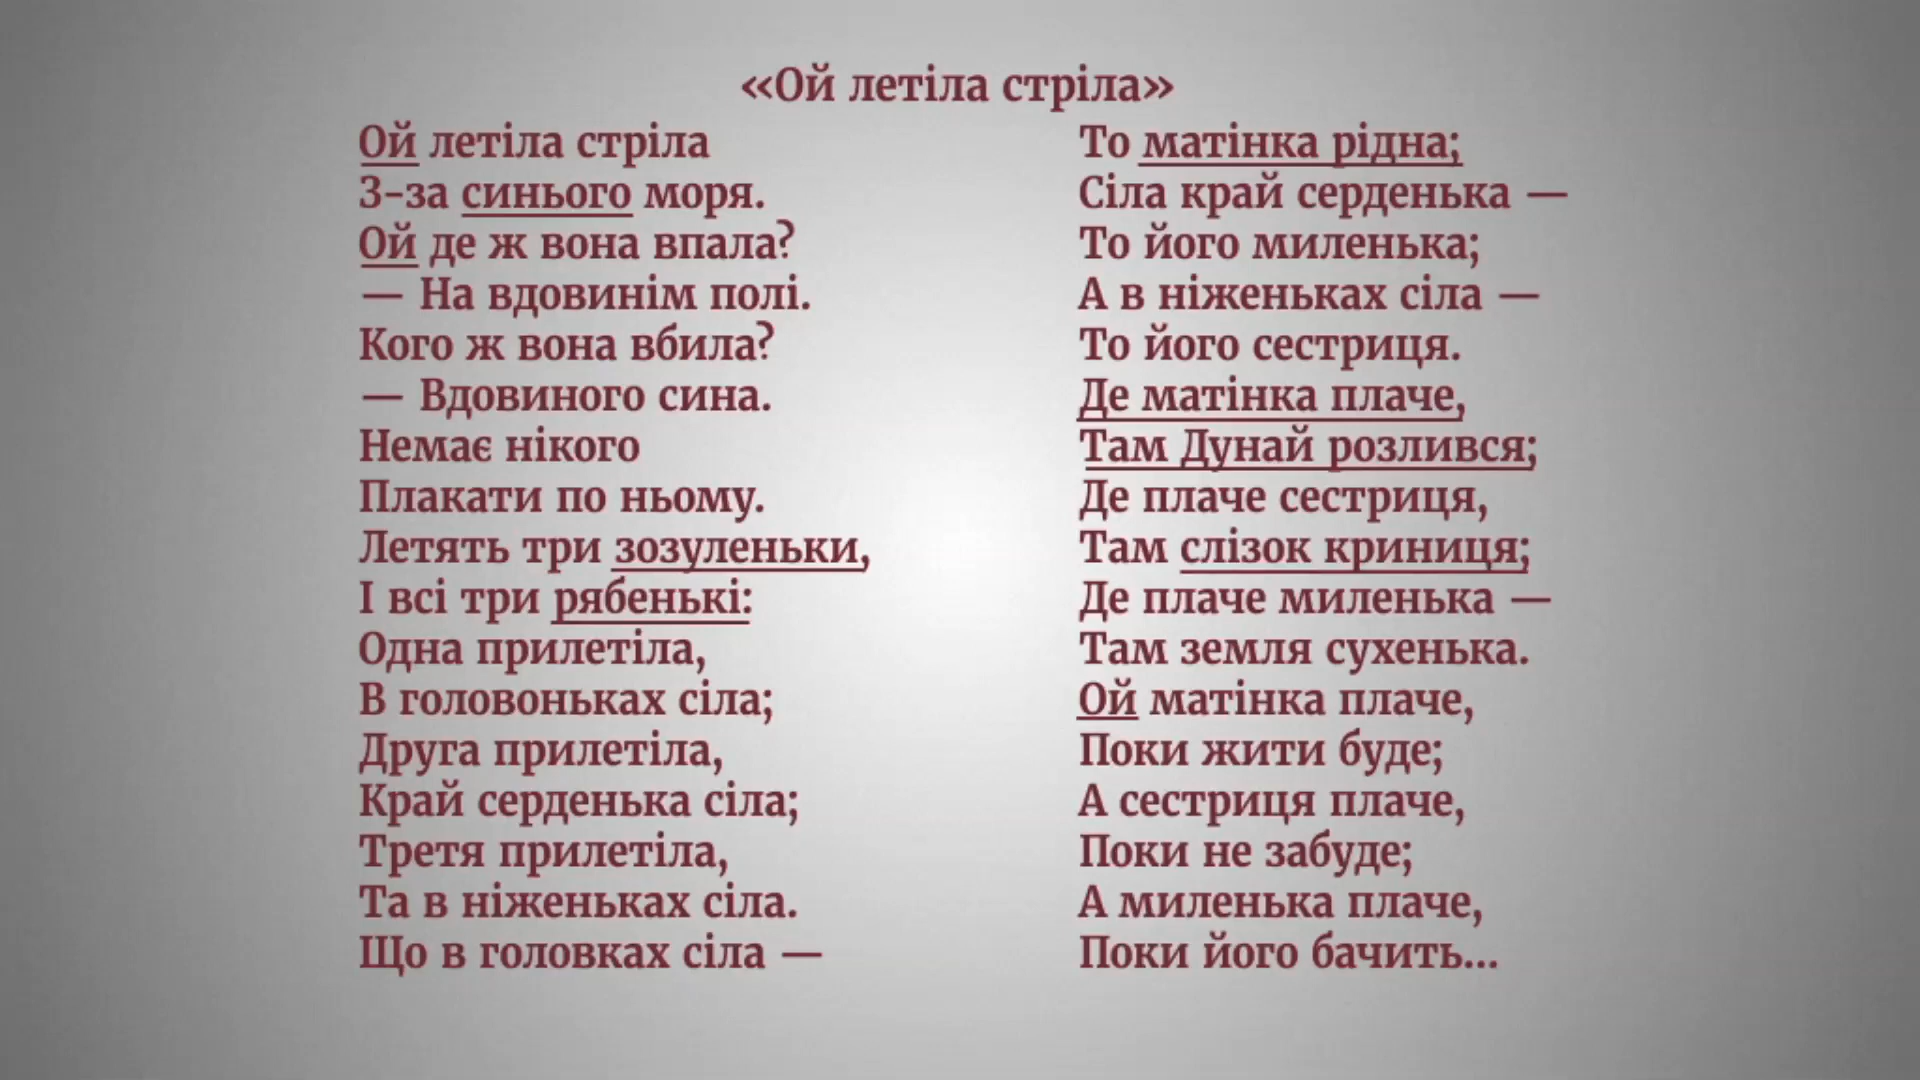 «Ой летіла стріла»
Ой летіла стріла
З-за синього моря.
Ой де ж вона впала?
— На вдовинім полі.
Кого ж вона вбила?
— Вдовиного сина.
Немає нікого
Плакати по ньому.
Летять три зозуленьки,
І всі три рябенькі:
Одна прилетіла,
В головоньках сіла;
Друга прилетіла,
Край серденька сіла;
Третя прилетіла,
Та в ніженьках сіла.
Що в головках сіла —
То матінка рідна;
Сіла край серденька —
То його миленька;
А в ніженьках сіла —
То його сестриця.
Де матінка плаче,
Там Дунай розлився;
Де плаче сестриця,
Там слізок криниця;
Де плаче миленька —
Там земля сухенька.
Ой матінка плаче,
Поки жити буде;
А сестриця плаче,
Поки не забуде;
А миленька плаче,
Поки його бачить...